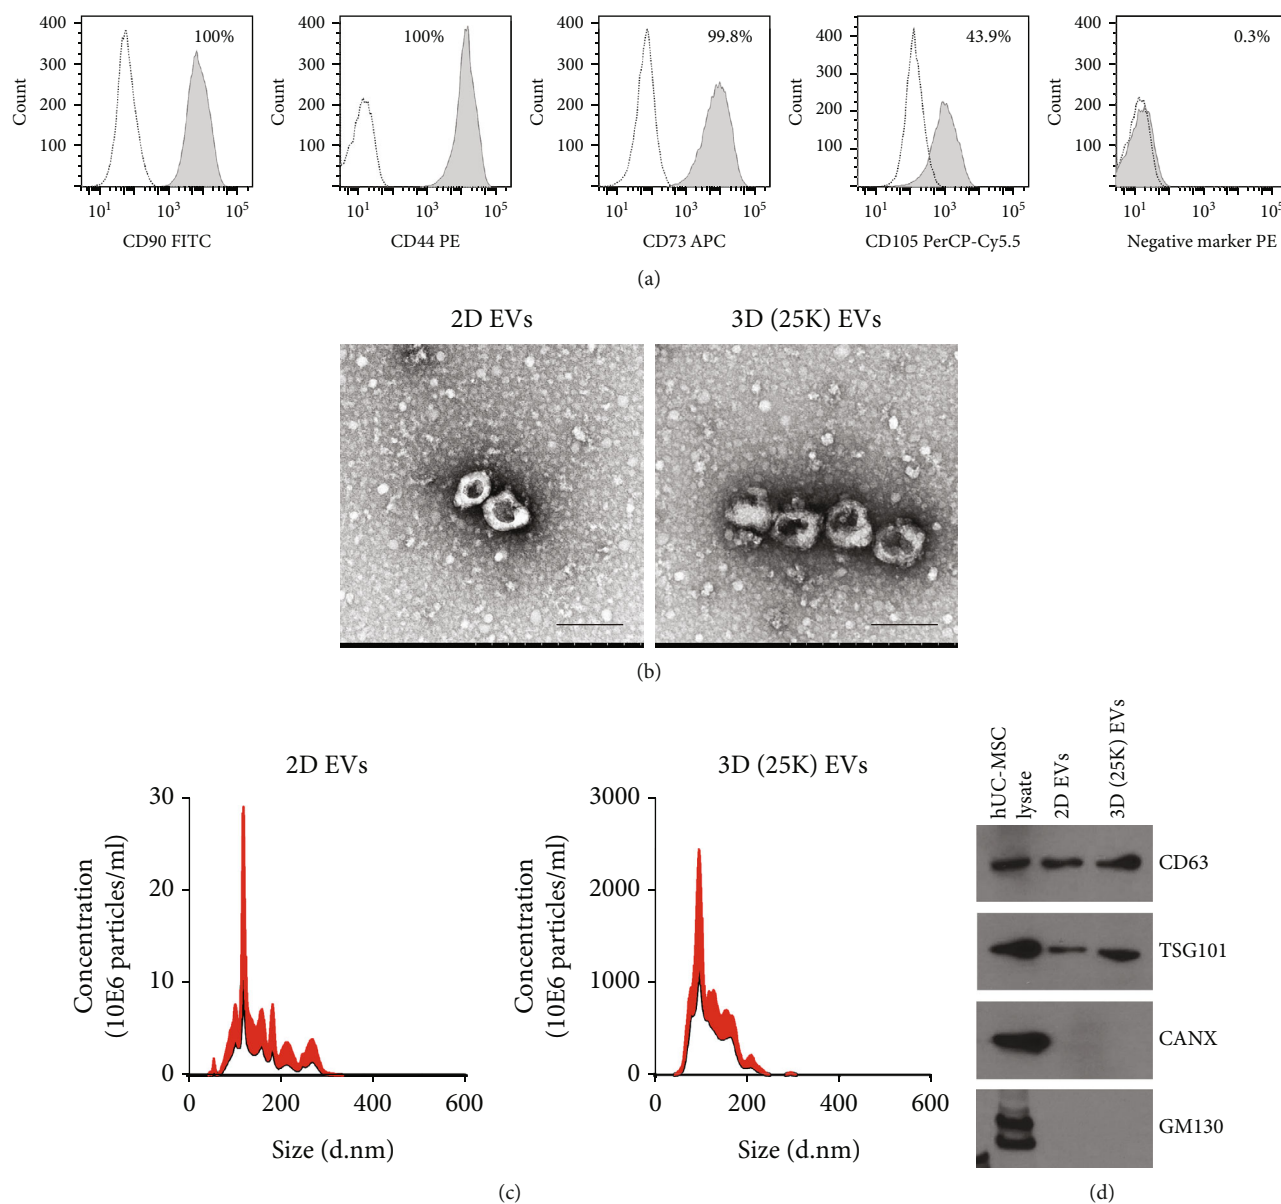 400
300
200
100
Count
100%
10¹ 10³ 10⁵
CD90 FITC
400
300
200
100
Count
100%
10¹ 10³ 10⁵
CD44 PE
400
300
200
100
Count
99.8%
10¹ 10³ 10⁵
CD73 APC
400
300
200
100
Count
43.9%
10¹ 10³ 10⁵
CD105 PerCP-Cy5.5
400
300
200
100
Count
0.3%
10¹ 10³ 10⁵
Negative marker PE
(a)
2D EVs
3D (25K) EVs
(b)
2D EVs
30
20
10
0
Concentration
(10E6 particles/ml)
0 200 400 600
Size (d.nm)
3D (25K) EVs
3000
2000
1000
0
Concentration
(10E6 particles/ml)
0 200 400 600
Size (d.nm)
(c)
hUC-MSC
lysate
2D EVs
3D (25K) EVs
CD63
TSG101
CANX
GM130
(d)